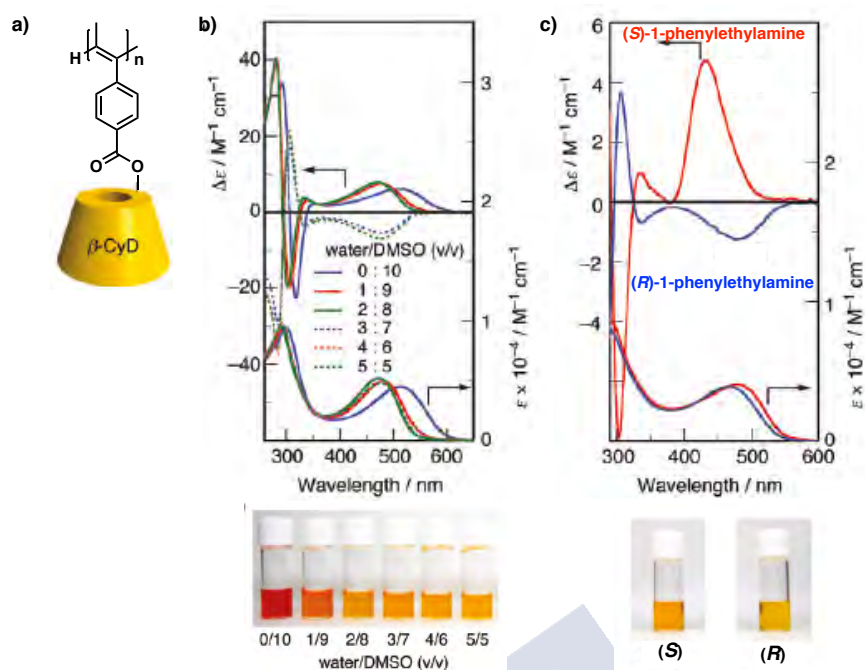 a)
H
n
O
O
β-CyD
b)
40
20
0
−20
−40
Δε / M⁻¹ cm⁻¹
3
2
1
0
ε x 10⁻⁴ / M⁻¹ cm⁻¹
water/DMSO (v/v)
0 : 10
1 : 9
2 : 8
3 : 7
4 : 6
5 : 5
300 400 500 600
Wavelength / nm
0/10 1/9 2/8 3/7 4/6 5/5
water/DMSO (v/v)
c)
6
4
2
0
-2
-4
Δε / M⁻¹ cm⁻¹
(S)-1-phenylethylamine
(R)-1-phenylethylamine
2
1
0
ε x 10⁻⁴ / M⁻¹ cm⁻¹
300 400 500 600
Wavelength / nm
(S) (R)